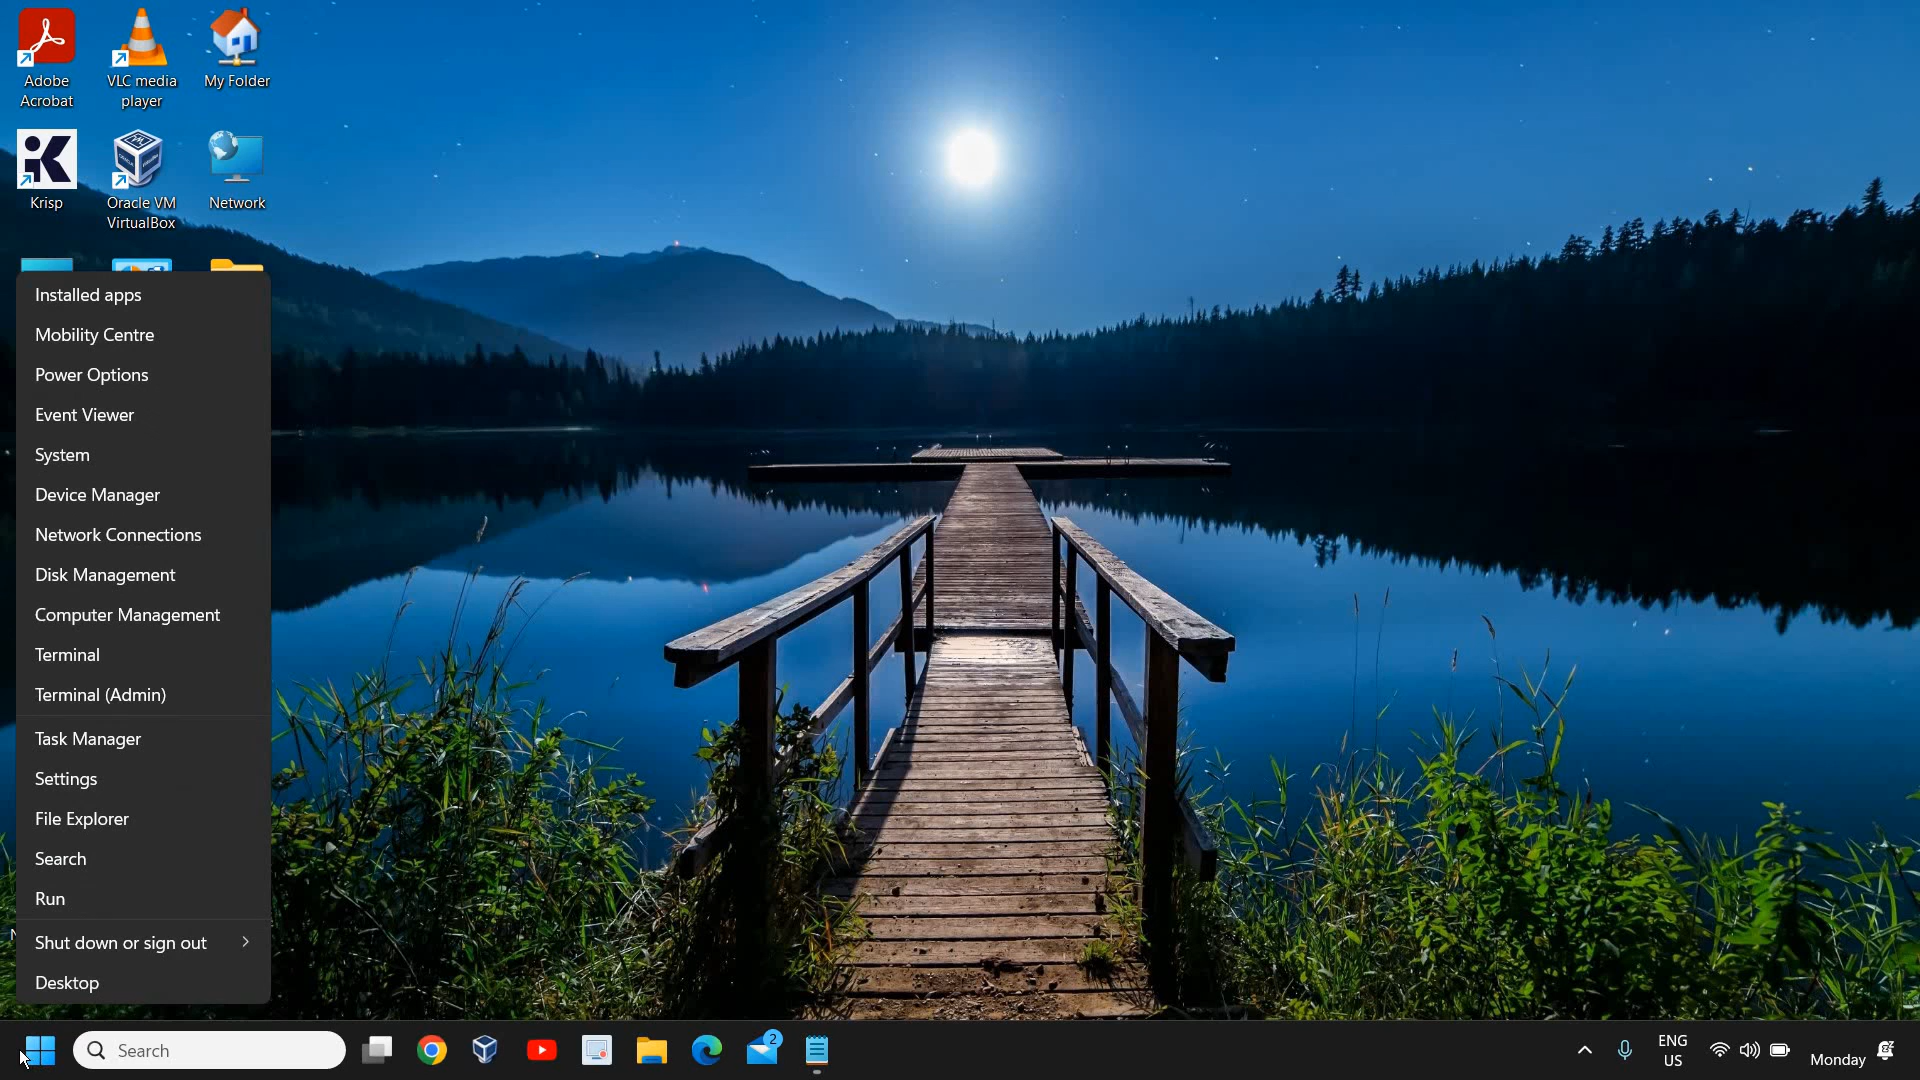 Adobe
Acrobat
VLC media
player
My Folder
Krisp
Oracle VM
VirtualBox
Network
Installed apps
Mobility Centre
Power Options
Event Viewer
System
Device Manager
Network Connections
Disk Management
Computer Management
Terminal
Terminal (Admin)
Task Manager
Settings
File Explorer
Search
Run
Shut down or sign out
Desktop
Search
2
ENG
US
Monday